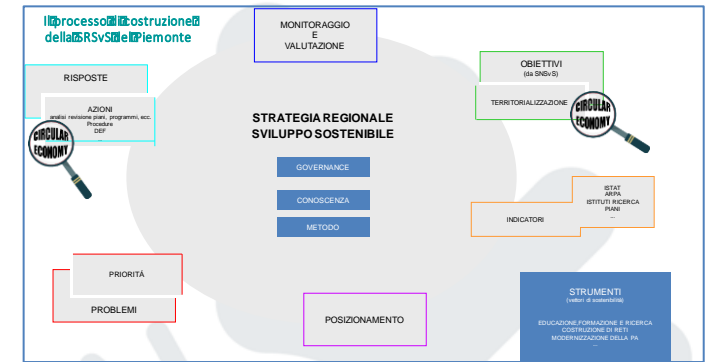 Il processo di costruzione
della SRSvS del Piemonte
MONITORAGGIO
E
VALUTAZIONE
RISPOSTE
AZIONI
analisi revisione piani, programmi, ecc.
Procedure
DEF
...
CIRCULAR
ECONOMY
OBIETTIVI
(da SNSvS)
TERRITORIALIZZAZIONE
CIRCULAR
ECONOMY
STRATEGIA REGIONALE
SVILUPPO SOSTENIBILE
GOVERNANCE
CONOSCENZA
METODO
ISTAT
ARPA
ISTITUTI RICERCA
PIANI
...
INDICATORI
PRIORITÁ
PROBLEMI
POSIZIONAMENTO
STRUMENTI
(vettori di sostenibilità)
EDUCAZIONE,FORMAZIONE E RICERCA
COSTRUZIONE DI RETI
MODERNIZZAZIONE DELLA PA
...